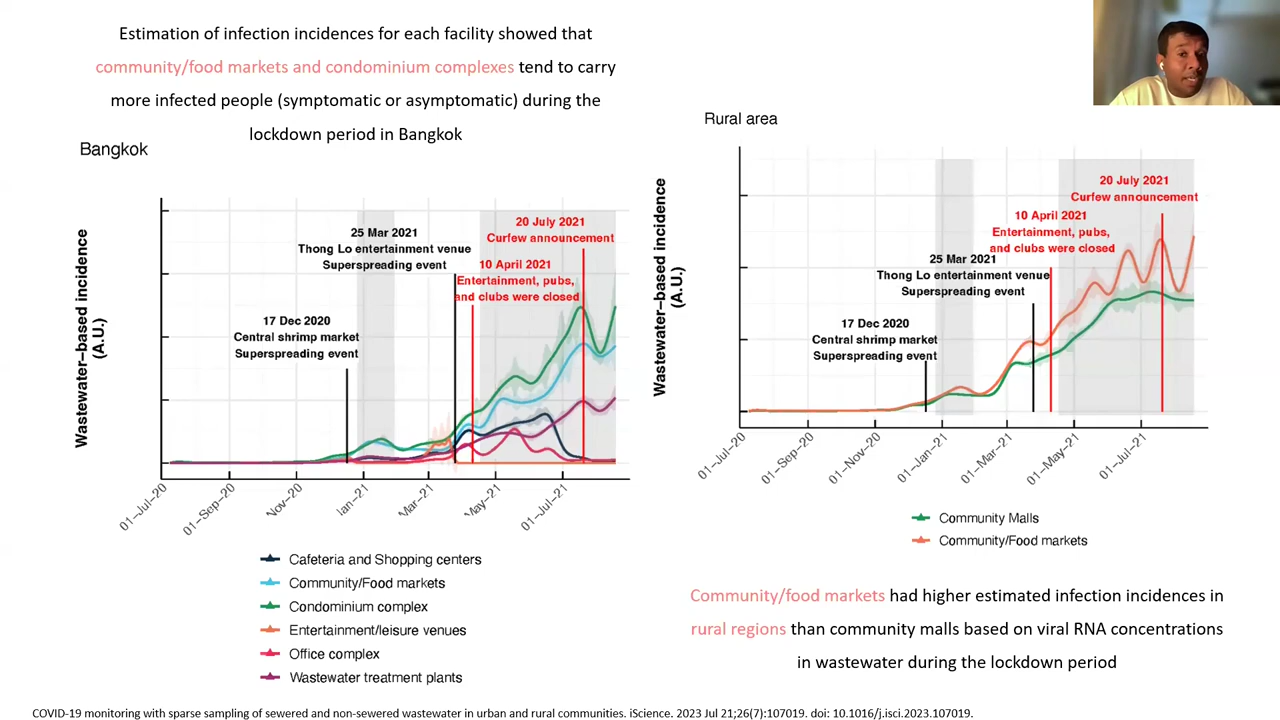 Estimation of infection incidences for each facility showed that
community/food markets and condominium complexes tend to carry
more infected people (symptomatic or asymptomatic) during the
lockdown period in Bangkok
Bangkok
Wastewater–based incidence
(A.U.)
25 Mar 2021
Thong Lo entertainment venue
Superspreading event
20 July 2021
Curfew announcement
10 April 2021
Entertainment, pubs,
and clubs were closed
17 Dec 2020
Central shrimp market
Superspreading event
01–Jul–20
01–Sep–20
Nov–20
Jan–21
Mar–21
May–21
01–Jul–21
Cafeteria and Shopping centers
Community/Food markets
Condominium complex
Entertainment/leisure venues
Office complex
Wastewater treatment plants
Rural area
Wastewater–based incidence
(A.U.)
20 July 2021
Curfew announcement
10 April 2021
Entertainment, pubs,
and clubs were closed
25 Mar 2021
Thong Lo entertainment venue
Superspreading event
17 Dec 2020
Central shrimp market
Superspreading event
01–Jul–20
01–Sep–20
01–Nov–20
01–Jan–21
01–Mar–21
01–May–21
01–Jul–21
Community Malls
Community/Food markets
Community/food markets had higher estimated infection incidences in
rural regions than community malls based on viral RNA concentrations
in wastewater during the lockdown period
COVID-19 monitoring with sparse sampling of sewered and non-sewered wastewater in urban and rural communities. iScience. 2023 Jul 21;26(7):107019. doi: 10.1016/j.isci.2023.107019.